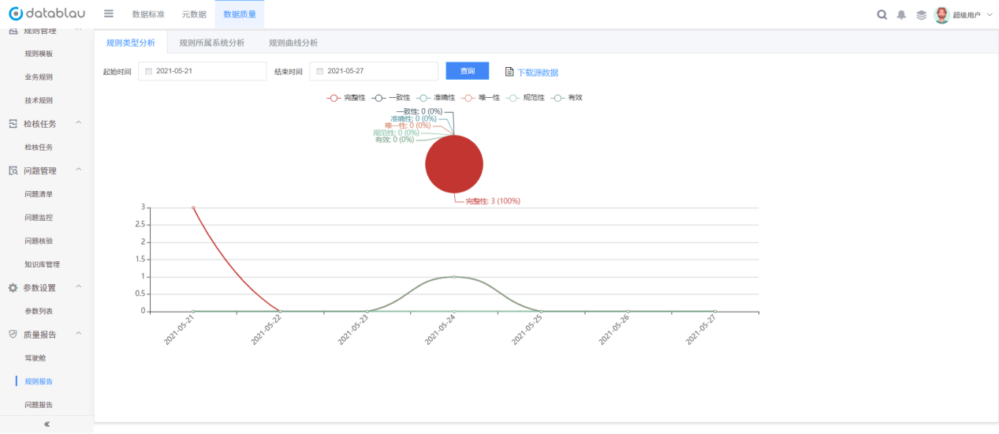 datablau
数据标准 元数据 数据质量
超级用户
规则管理
规则模板
业务规则
技术规则
检核任务
检核任务
问题管理
问题清单
问题监控
问题核验
知识库管理
参数设置
参数列表
质量报告
驾驶舱
规则报告
问题报告
规则类型分析 规则所属系统分析 规则曲线分析
起始时间 2021-05-21 结束时间 2021-05-27 查询 下载源数据
完整性 一致性 准确性 唯一性 规范性 有效
一致性: 0 (0%)
准确性: 0 (0%)
唯一性: 0 (0%)
规范性: 0 (0%)
有效: 0 (0%)
完整性: 3 (100%)
3
2.5
2
1.5
1
0.5
0
2021-05-21 2021-05-22 2021-05-23 2021-05-24 2021-05-25 2021-05-26 2021-05-27